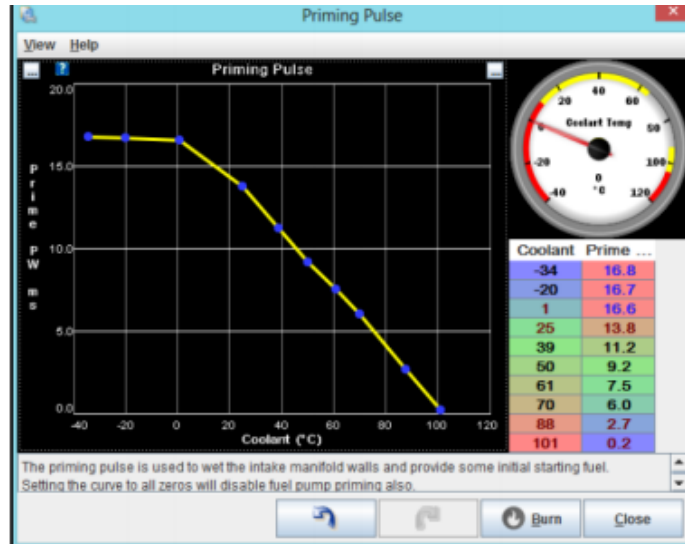 Priming Pulse
View Help
Priming Pulse
20.0
15.0
10.0
5.0
0.0
Prime PW ms
-40 -20 0 20 40 60 80 100 120
Coolant (°C)
40
20 60
Coolant Temp
0
-20 100
-40 120
0
°C
Coolant Prime ...
-34 16.8
-20 16.7
1 16.6
25 13.8
39 11.2
50 9.2
61 7.5
70 6.0
88 2.7
101 0.2
The priming pulse is used to wet the intake manifold walls and provide some initial starting fuel.
Setting the curve to all zeros will disable fuel pump priming also.
Burn Close